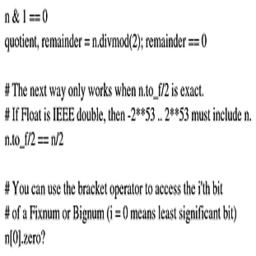 n & 1 == 0
quotient, remainder = n.divmod(2); remainder == 0
# The next way only works when n.to_f/2 is exact.
# If Float is IEEE double, then -2**53 .. 2**53 must include n.
n.to_f/2 == n/2
# You can use the bracket operator to access the i'th bit
# of a Fixnum or Bignum (i = 0 means least significant bit)
n[0].zero?